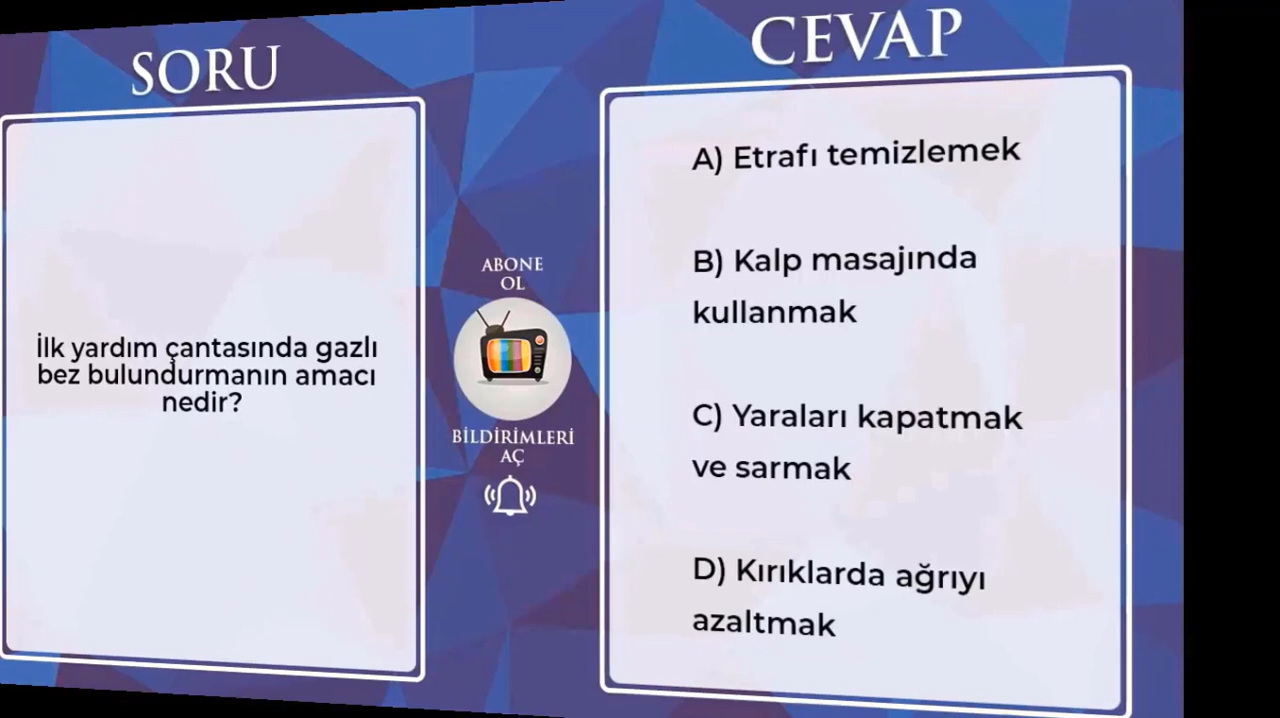 SORU
İlk yardım çantasında gazlı
bez bulundurmanın amacı
nedir?
ABONE
OL
BİLDİRİMLERİ
AÇ
CEVAP
A) Etrafı temizlemek
B) Kalp masajında
kullanmak
C) Yaraları kapatmak
ve sarmak
D) Kırıklarda ağrıyı
azaltmak